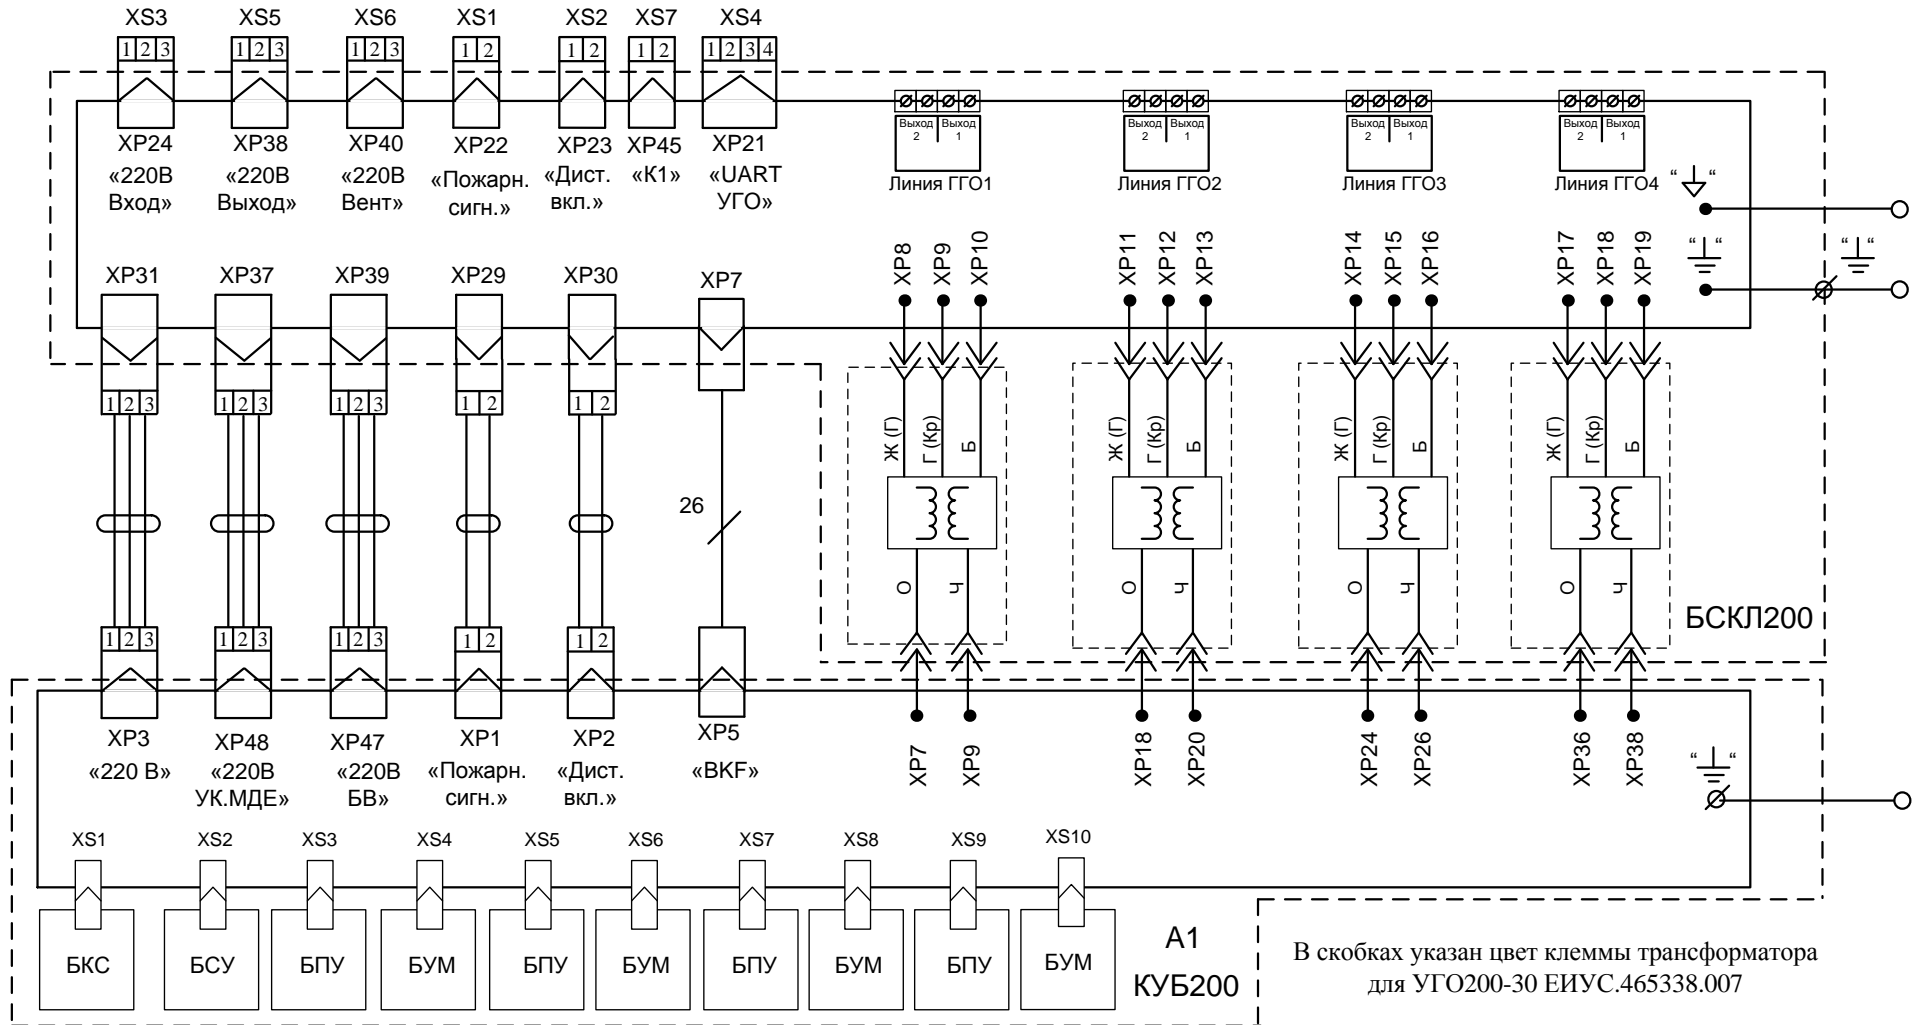 XS3 XS5 XS6 XS1 XS2 XS7 XS4
1 2 3 1 2 3 1 2 3 1 2 1 2 1 2 1 2 3 4
XP24 XP38 XP40 XP22 XP23 XP45 XP21
«220В Вход»
«220В Выход»
«220В Вент»
«Пожарн. сигн.»
«Дист. вкл.»
«К1»
«UART УГО»
Выход 2 Выход 1 Выход 2 Выход 1 Выход 2 Выход 1 Выход 2 Выход 1
Линия ГГО1 Линия ГГО2 Линия ГГО3 Линия ГГО4
“ “
“ “ “ “
XP31 XP37 XP39 XP29 XP30 XP7
XP8 XP9 XP10 XP11 XP12 XP13 XP14 XP15 XP16 XP17 XP18 XP19
1 2 3 1 2 3 1 2 3 1 2 1 2
Ж (Г) Г (Кр) Б Ж (Г) Г (Кр) Б Ж (Г) Г (Кр) Б Ж (Г) Г (Кр) Б
26
О Ч О Ч О Ч О Ч
БСКЛ200
1 2 3 1 2 3 1 2 3 1 2 1 2
XP3 XP48 XP47 XP1 XP2 XP5
«220 В»
«220В УК.МДЕ»
«220В БВ»
«Пожарн. сигн.»
«Дист. вкл.»
«BKF»
XP7 XP9 XP18 XP20 XP24 XP26 XP36 XP38
“ “
XS1 XS2 XS3 XS4 XS5 XS6 XS7 XS8 XS9 XS10
БКС БСУ БПУ БУМ БПУ БУМ БПУ БУМ БПУ БУМ
А1
КУБ200
В скобках указан цвет клеммы трансформатора
для УГО200-30 ЕИУС.465338.007